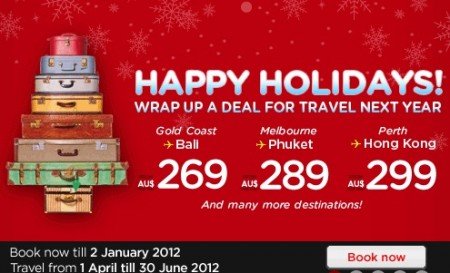 HAPPY HOLIDAYS!
WRAP UP A DEAL FOR TRAVEL NEXT YEAR
Gold Coast
Bali
AU$ 269
Melbourne
Phuket
AU$ 289
Perth
Hong Kong
AU$ 299
And many more destinations!
Book now till 2 January 2012
Travel from 1 April till 30 June 2012
Book now